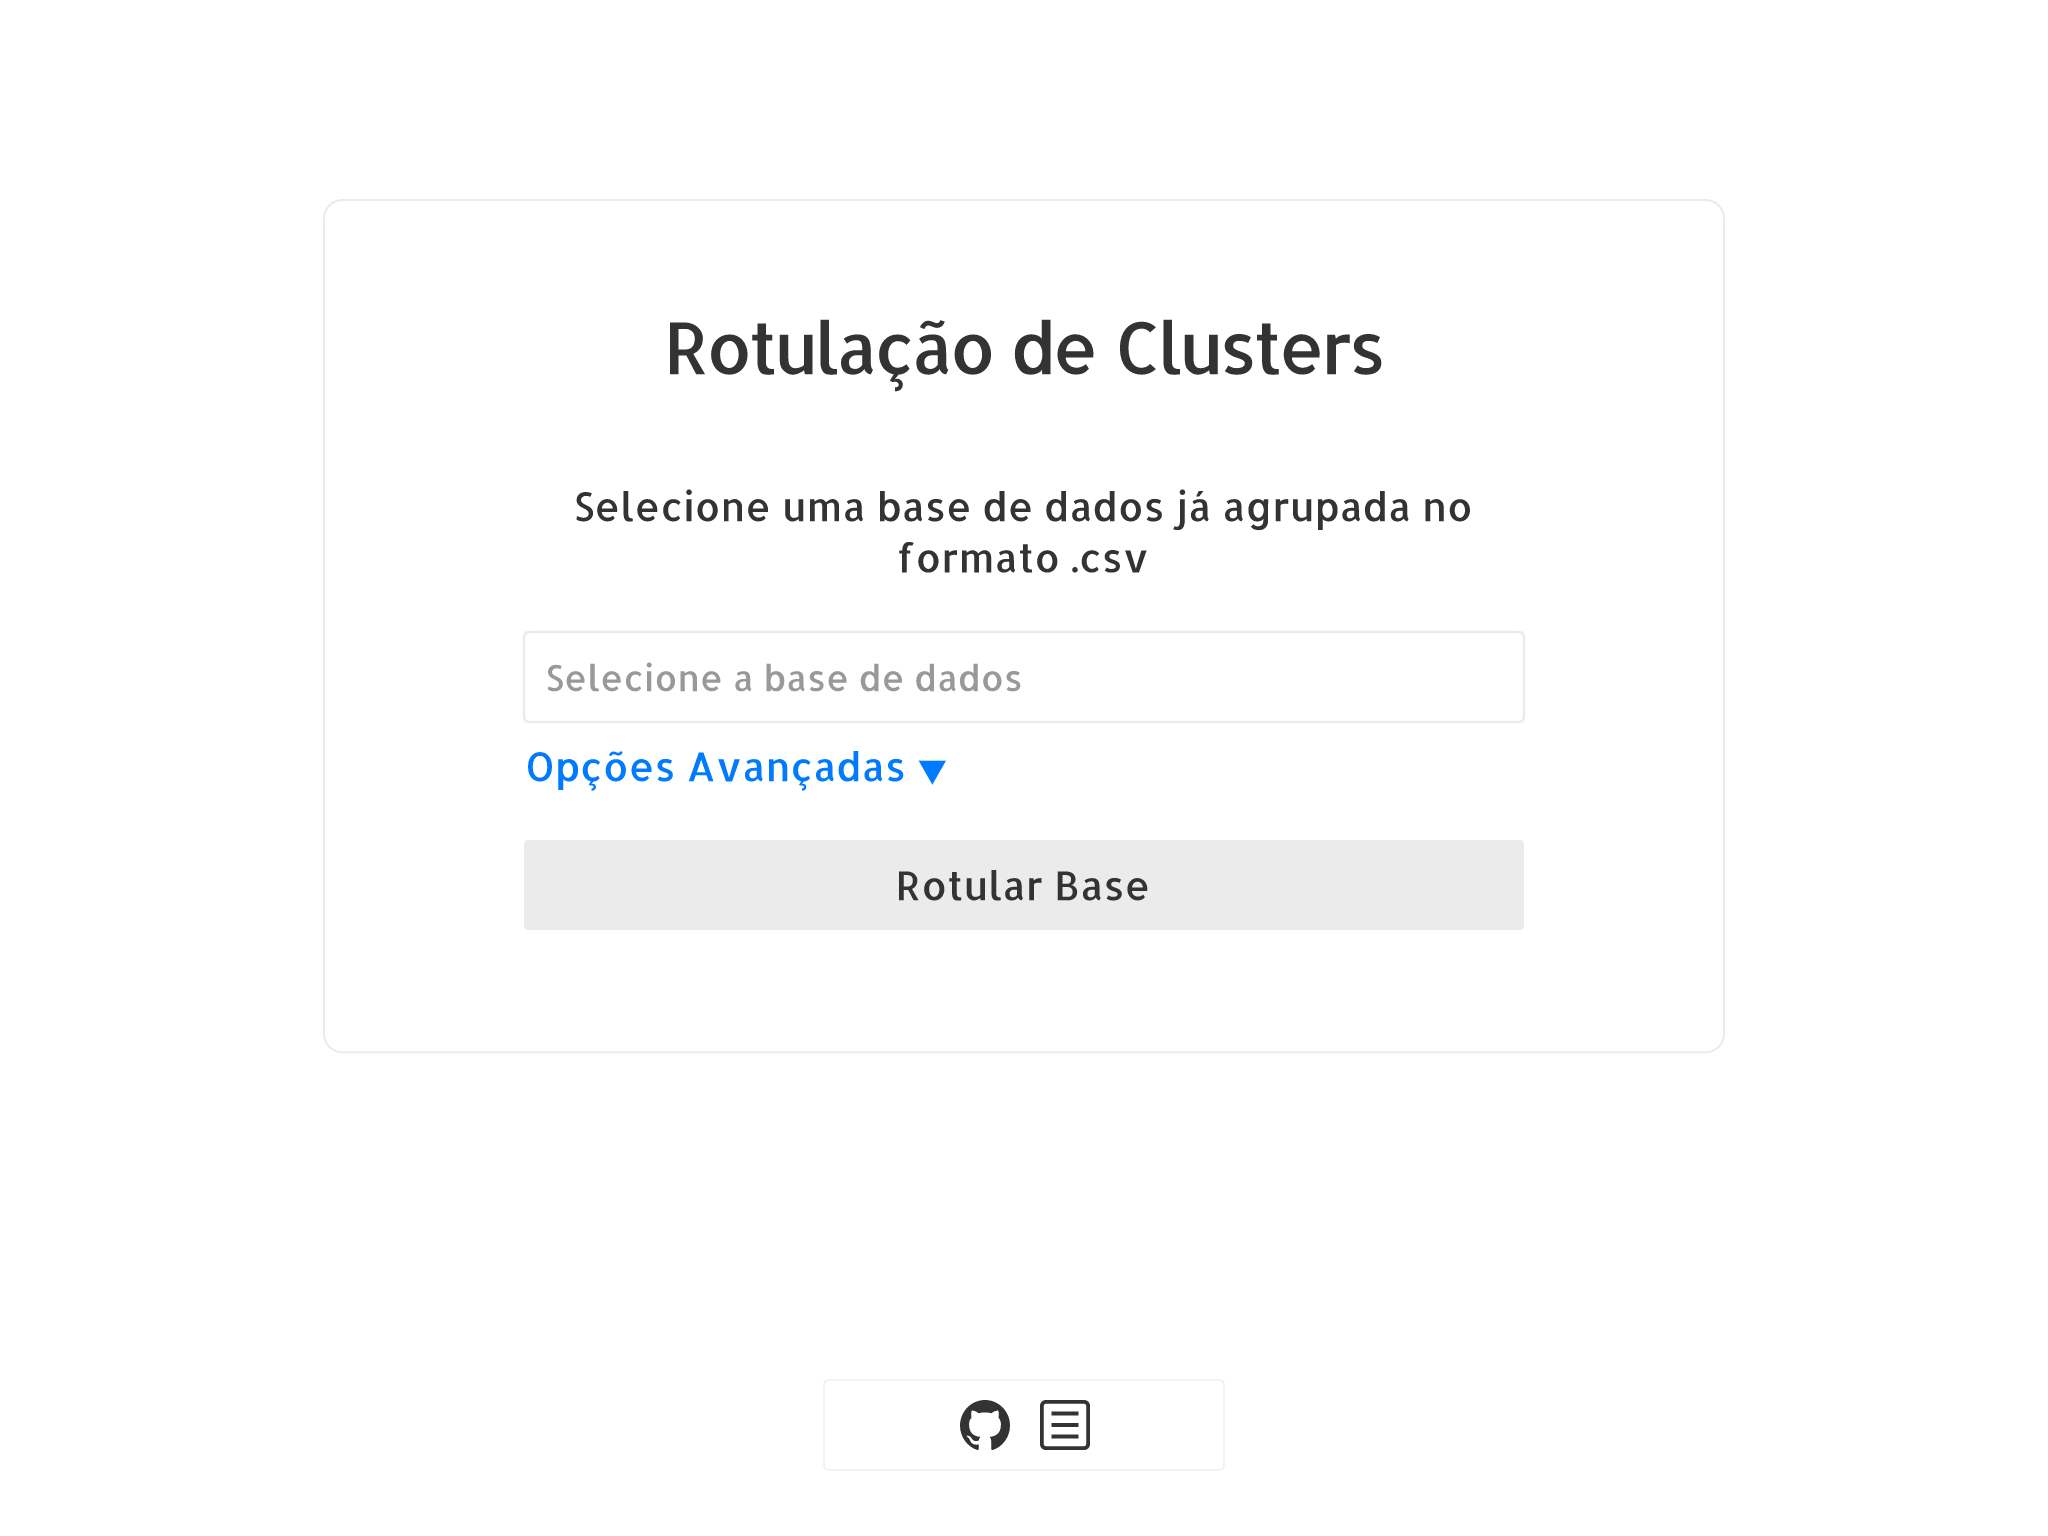 Rotulação de Clusters
Selecione uma base de dados já agrupada no
formato .csv
Selecione a base de dados
Opções Avançadas ▼
Rotular Base